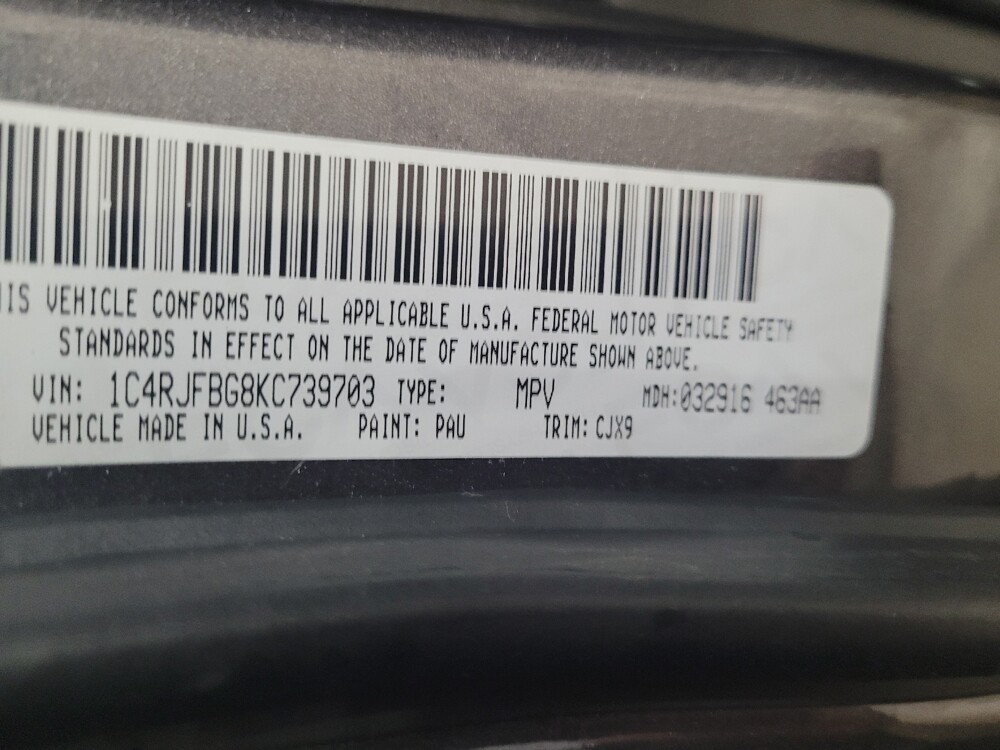 HIS VEHICLE CONFORMS TO ALL APPLICABLE U.S.A. FEDERAL MOTOR VEHICLE SAFETY
STANDARDS IN EFFECT ON THE DATE OF MANUFACTURE SHOWN ABOVE.
VIN: 1C4RJFBG8KC739703 TYPE: MPV MDH:032916 463AA
VEHICLE MADE IN U.S.A. PAINT: PAU TRIM: CJX9